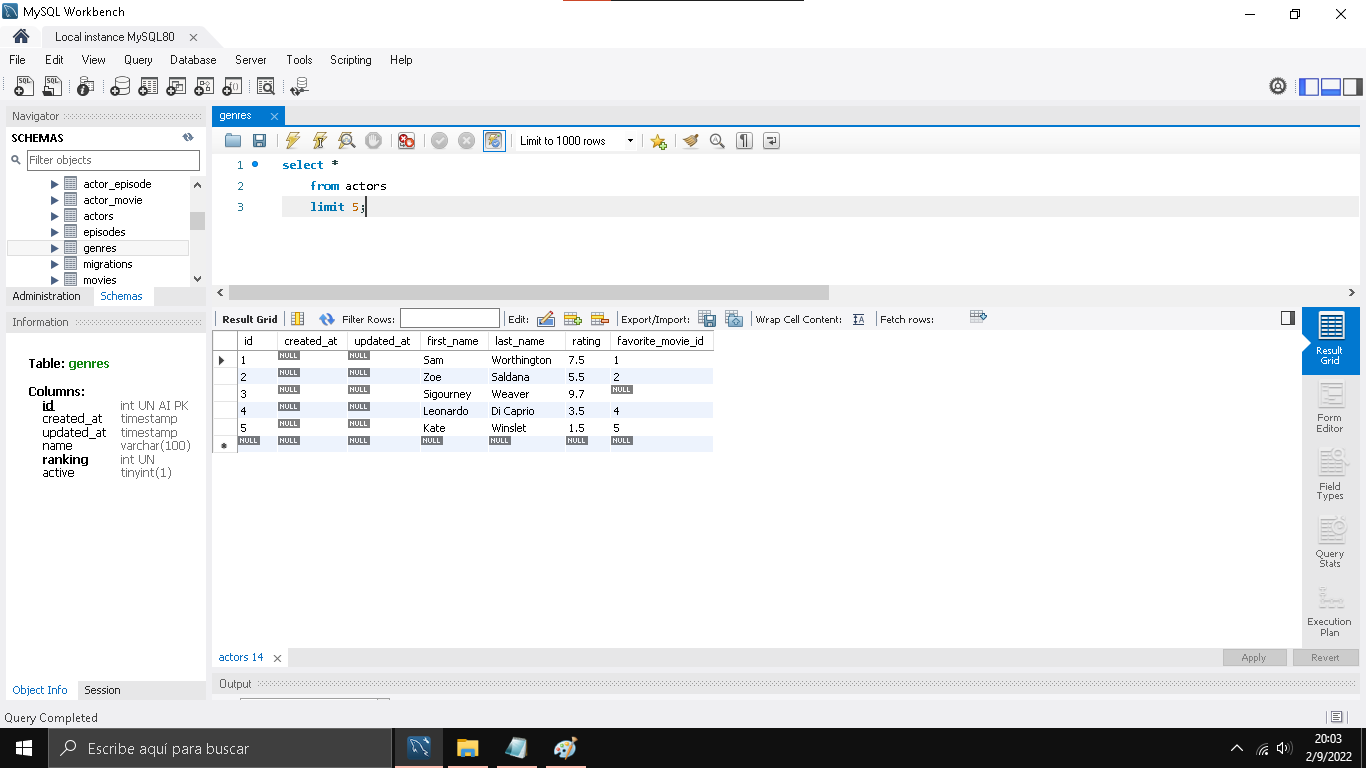 MySQL Workbench
Local instance MySQL80
File Edit View Query Database Server Tools Scripting Help
Navigator
SCHEMAS
Filter objects
actor_episode
actor_movie
actors
episodes
genres
migrations
movies
Administration Schemas
Information
Table: genres
Columns:
id int UN AI PK
created_at timestamp
updated_at timestamp
name varchar(100)
ranking int UN
active tinyint(1)
Object Info Session
genres
Limit to 1000 rows
1 select *
2 from actors
3 limit 5;
Result Grid Filter Rows: Edit: Export/Import: Wrap Cell Content: Fetch rows:
id created_at updated_at first_name last_name rating favorite_movie_id
1 NULL NULL Sam Worthington 7.5 1
2 NULL NULL Zoe Saldana 5.5 2
3 NULL NULL Sigourney Weaver 9.7 NULL
4 NULL NULL Leonardo Di Caprio 3.5 4
5 NULL NULL Kate Winslet 1.5 5
NULL NULL NULL NULL NULL NULL NULL
Result
Grid
Form
Editor
Field
Types
Query
Stats
Execution
Plan
actors 14
Apply Revert
Output
Query Completed
Escribe aquí para buscar
20:03
2/9/2022